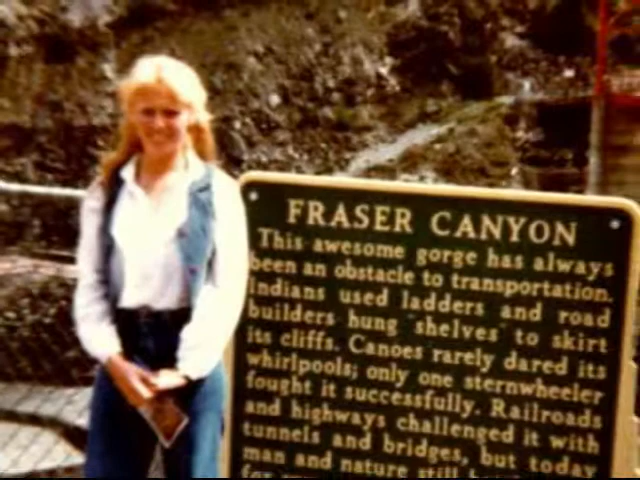 FRASER CANYON
This awesome gorge has always
been an obstacle to transportation.
Indians used ladders and road
builders hung "shelves" to skirt
its cliffs. Canoes rarely dared its
whirlpools; only one sternwheeler
fought it successfully. Railroads
and highways challenged it with
tunnels and bridges, but today
man and nature still